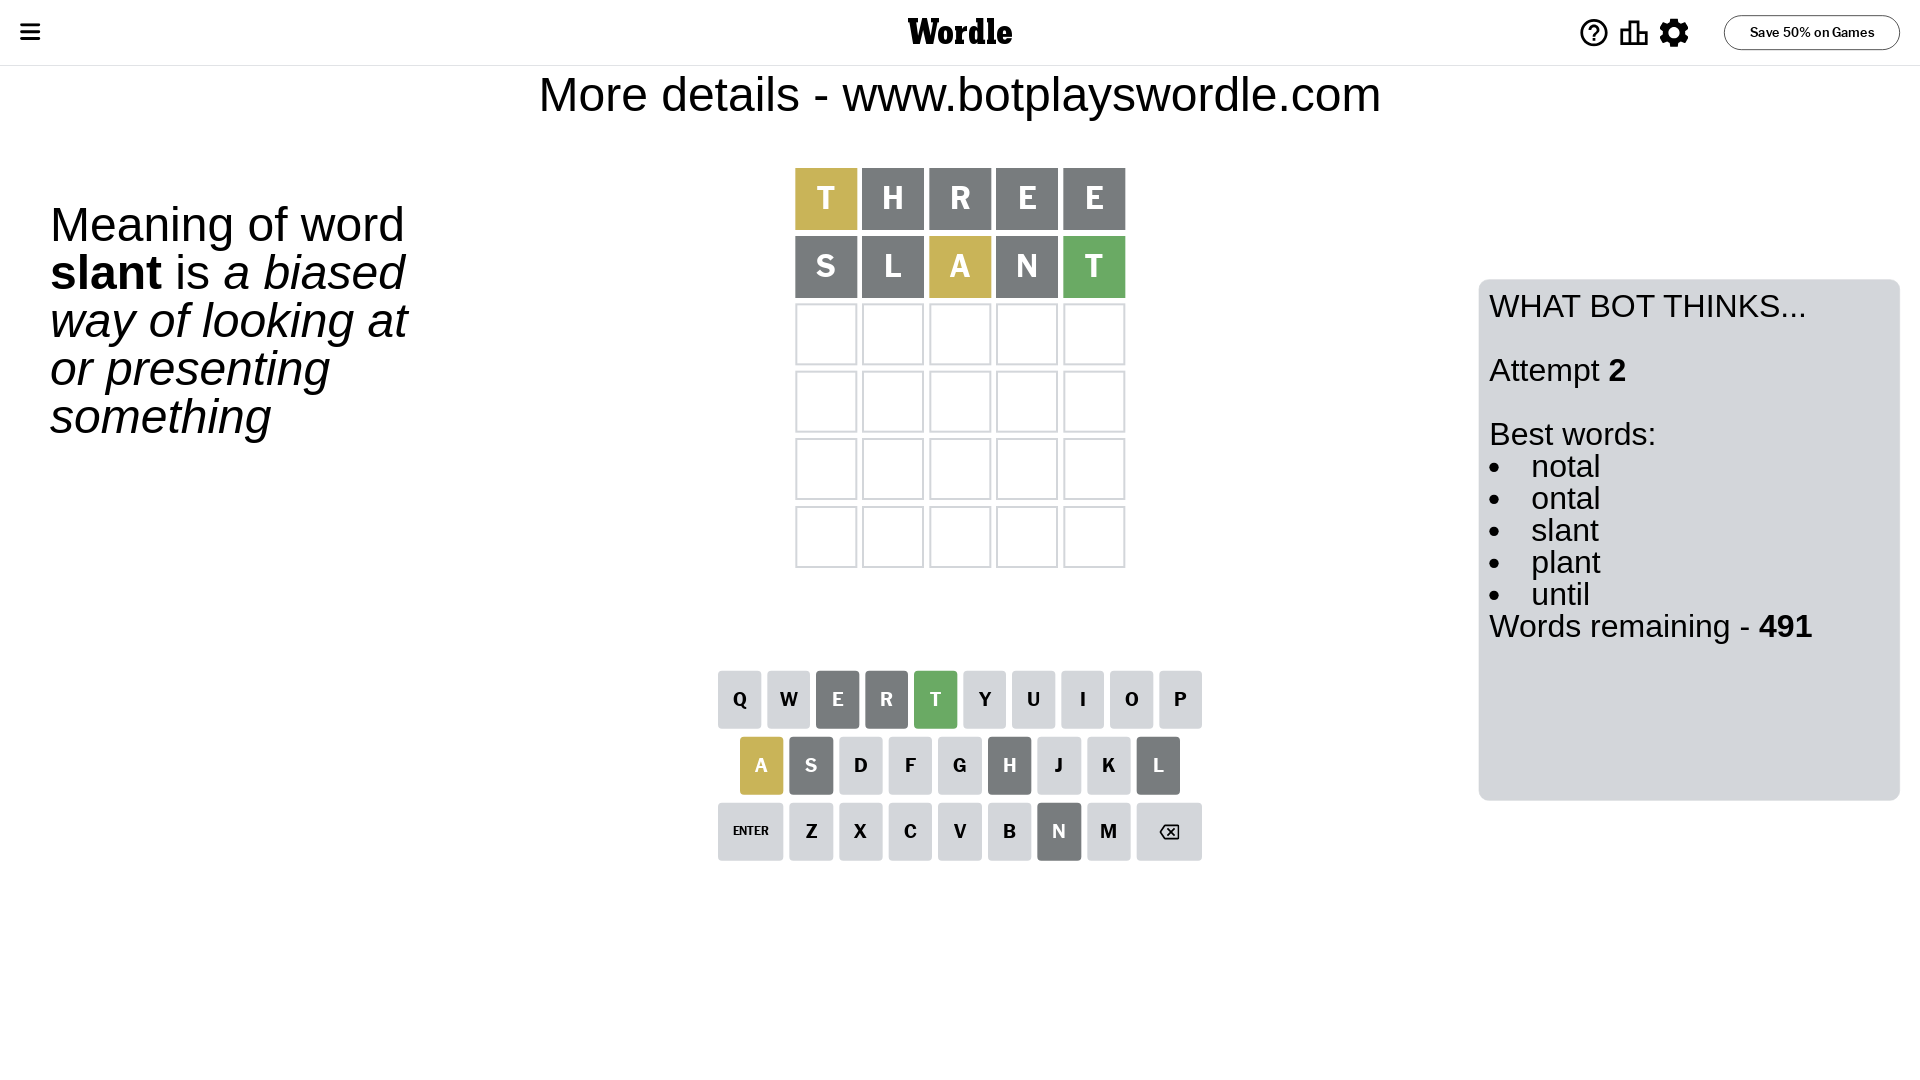 Wordle
Save 50% on Games
More details - www.botplayswordle.com
Meaning of word
slant is a biased
way of looking at
or presenting
something
T H R E E
S L A N T
WHAT BOT THINKS...
Attempt 2
Best words:
• notal
• ontal
• slant
• plant
• until
Words remaining - 491
Q W E R T Y U I O P
A S D F G H J K L
ENTER Z X C V B N M